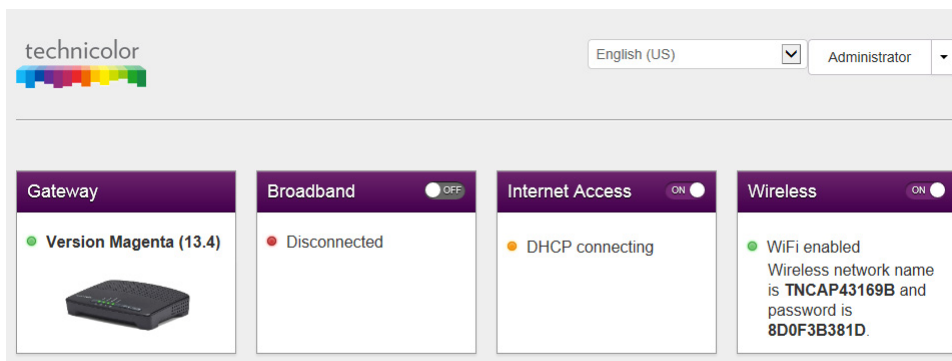 technicolor
English (US)
Administrator
Gateway
Version Magenta (13.4)
Broadband
OFF
Disconnected
Internet Access
ON
DHCP connecting
Wireless
ON
WiFi enabled
Wireless network name
is TNCAP43169B and
password is
8D0F3B381D.